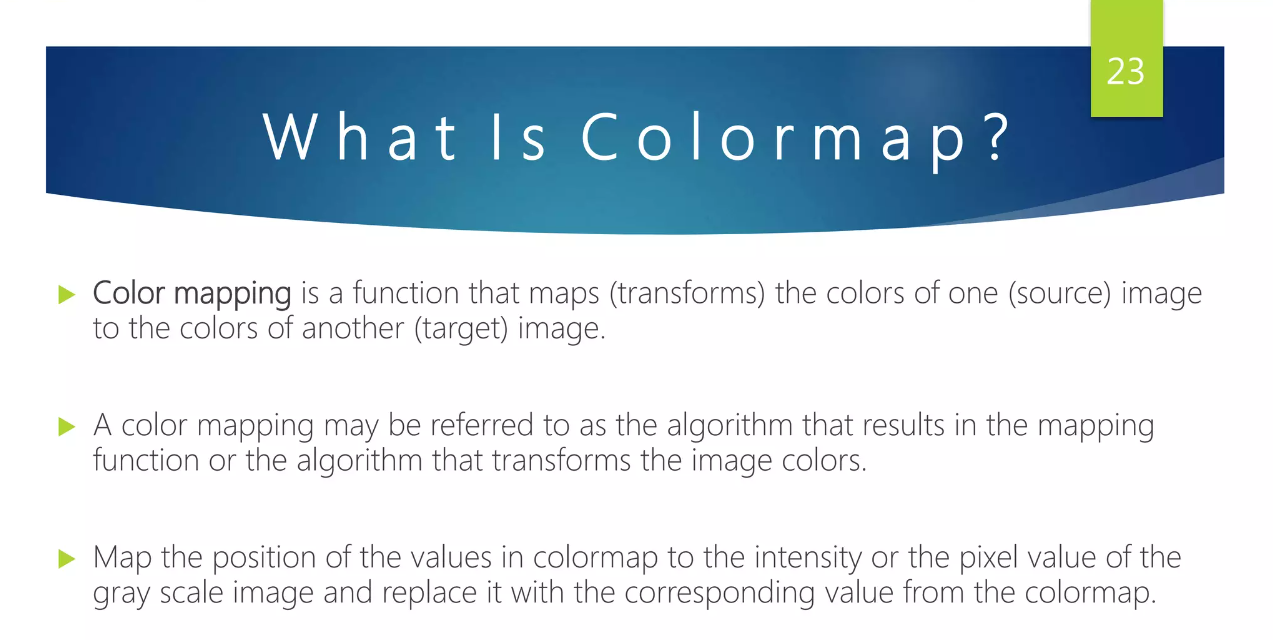 23
What Is Colormap?
Color mapping is a function that maps (transforms) the colors of one (source) image
to the colors of another (target) image.
A color mapping may be referred to as the algorithm that results in the mapping
function or the algorithm that transforms the image colors.
Map the position of the values in colormap to the intensity or the pixel value of the
gray scale image and replace it with the corresponding value from the colormap.